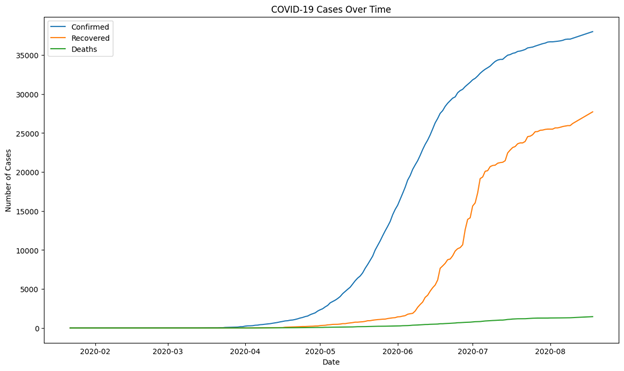 COVID-19 Cases Over Time
Confirmed
Recovered
Deaths
Number of Cases
35000
30000
25000
20000
15000
10000
5000
0
2020-02 2020-03 2020-04 2020-05 2020-06 2020-07 2020-08
Date